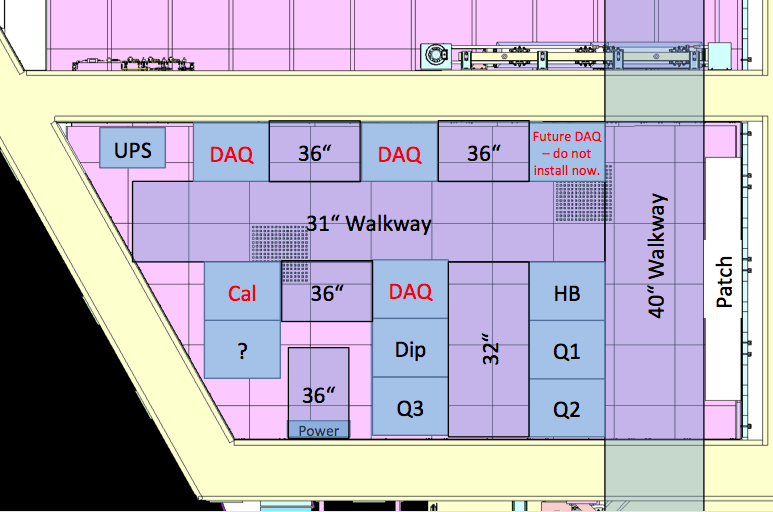 UPS
DAQ
36“
DAQ
36“
Future DAQ
– do not
install now.
31“ Walkway
40“ Walkway
Patch
Cal
36“
DAQ
HB
?
Dip
32“
Q1
36“
Q3
Q2
Power